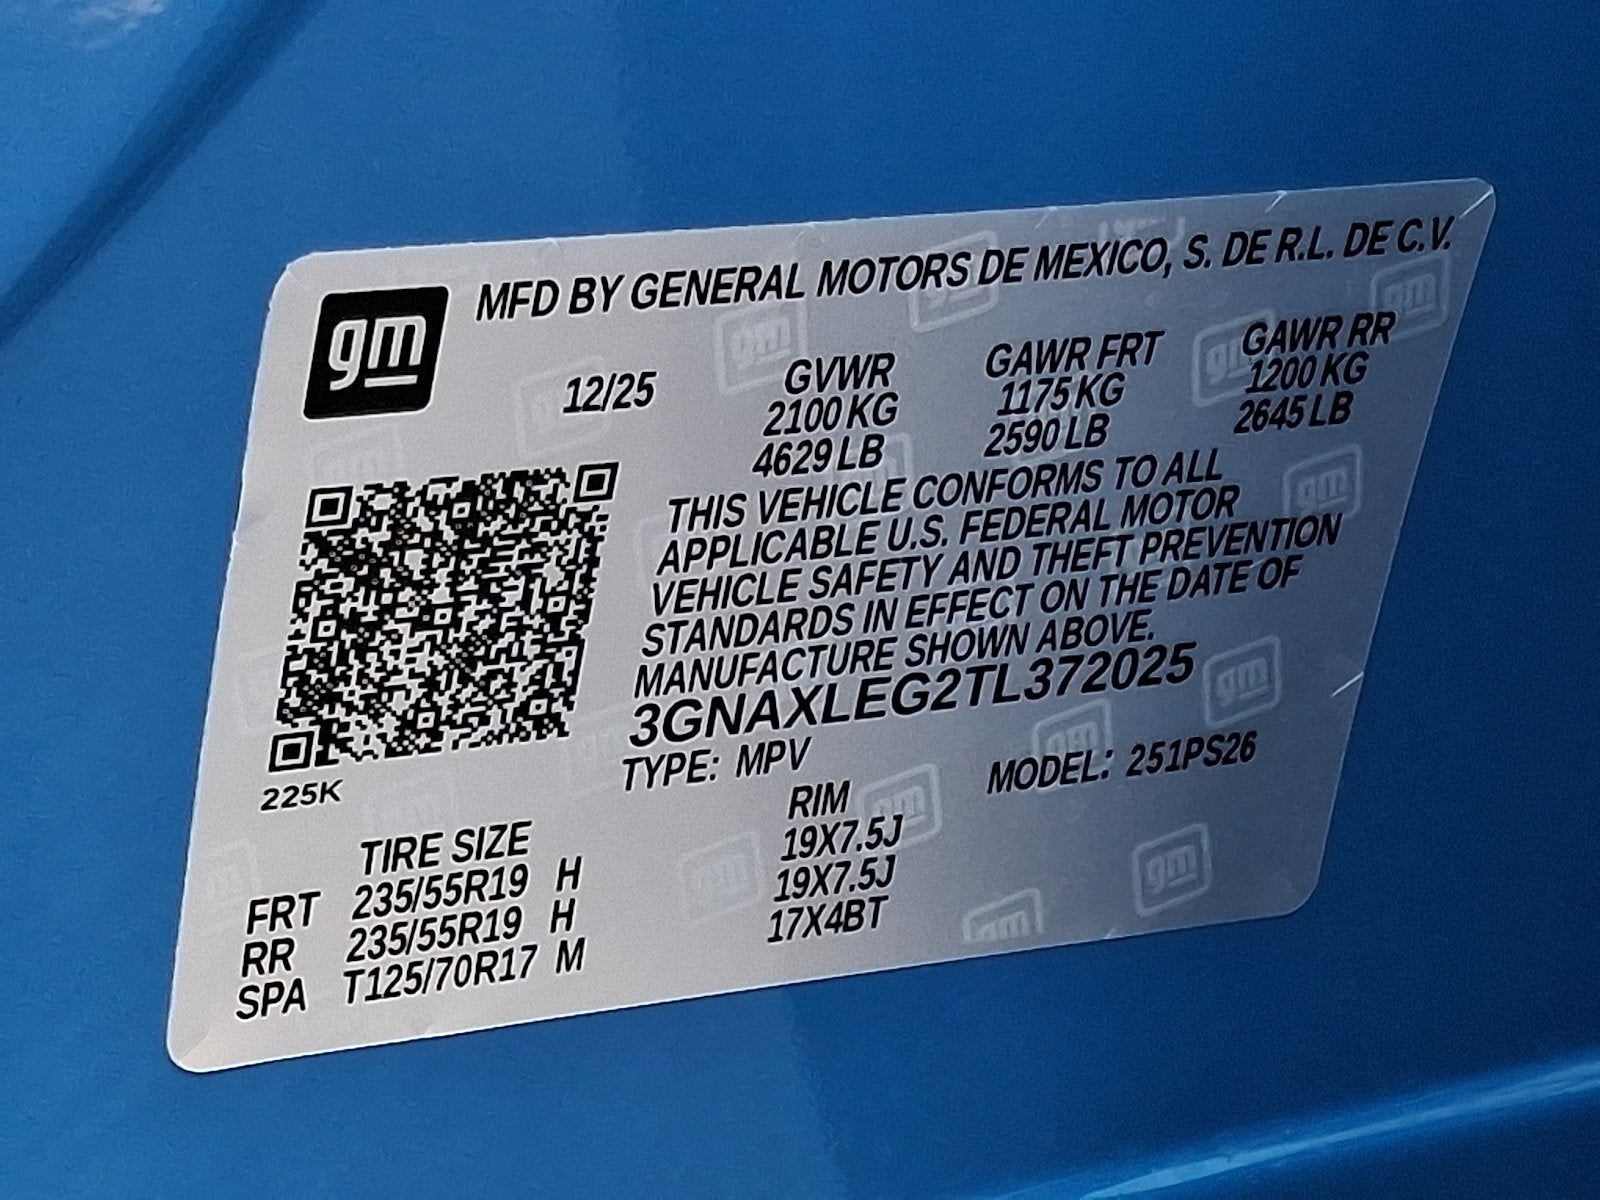 gm
MFD BY GENERAL MOTORS DE MEXICO, S. DE R.L. DE C.V.
12/25 GVWR GAWR FRT GAWR RR
2100 KG 1175 KG 1200 KG
4629 LB 2590 LB 2645 LB
THIS VEHICLE CONFORMS TO ALL
APPLICABLE U.S. FEDERAL MOTOR
VEHICLE SAFETY AND THEFT PREVENTION
STANDARDS IN EFFECT ON THE DATE OF
MANUFACTURE SHOWN ABOVE.
3GNAXLEG2TL372025
TYPE: MPV MODEL: 251PS26
225K
TIRE SIZE RIM
FRT 235/55R19 H 19X7.5J
RR 235/55R19 H 19X7.5J
SPA T125/70R17 M 17X4BT